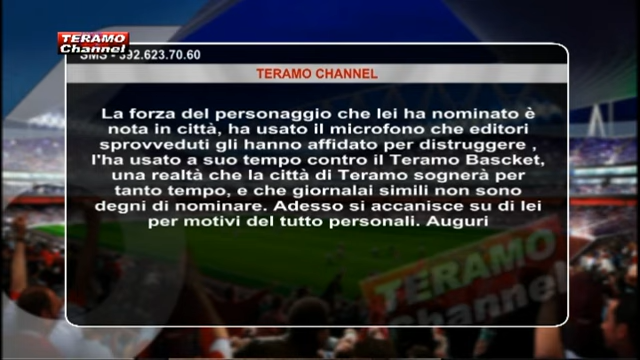 TERAMO
Channel
SMS - 392.623.70.60
TERAMO CHANNEL
La forza del personaggio che lei ha nominato è
nota in città, ha usato il microfono che editori
sprovveduti gli hanno affidato per distruggere ,
l'ha usato a suo tempo contro il Teramo Bascket,
una realtà che la città di Teramo sognerà per
tanto tempo, e che giornalai simili non sono
degni di nominare. Adesso si accanisce su di lei
per motivi del tutto personali. Auguri
TERAMO
Channel